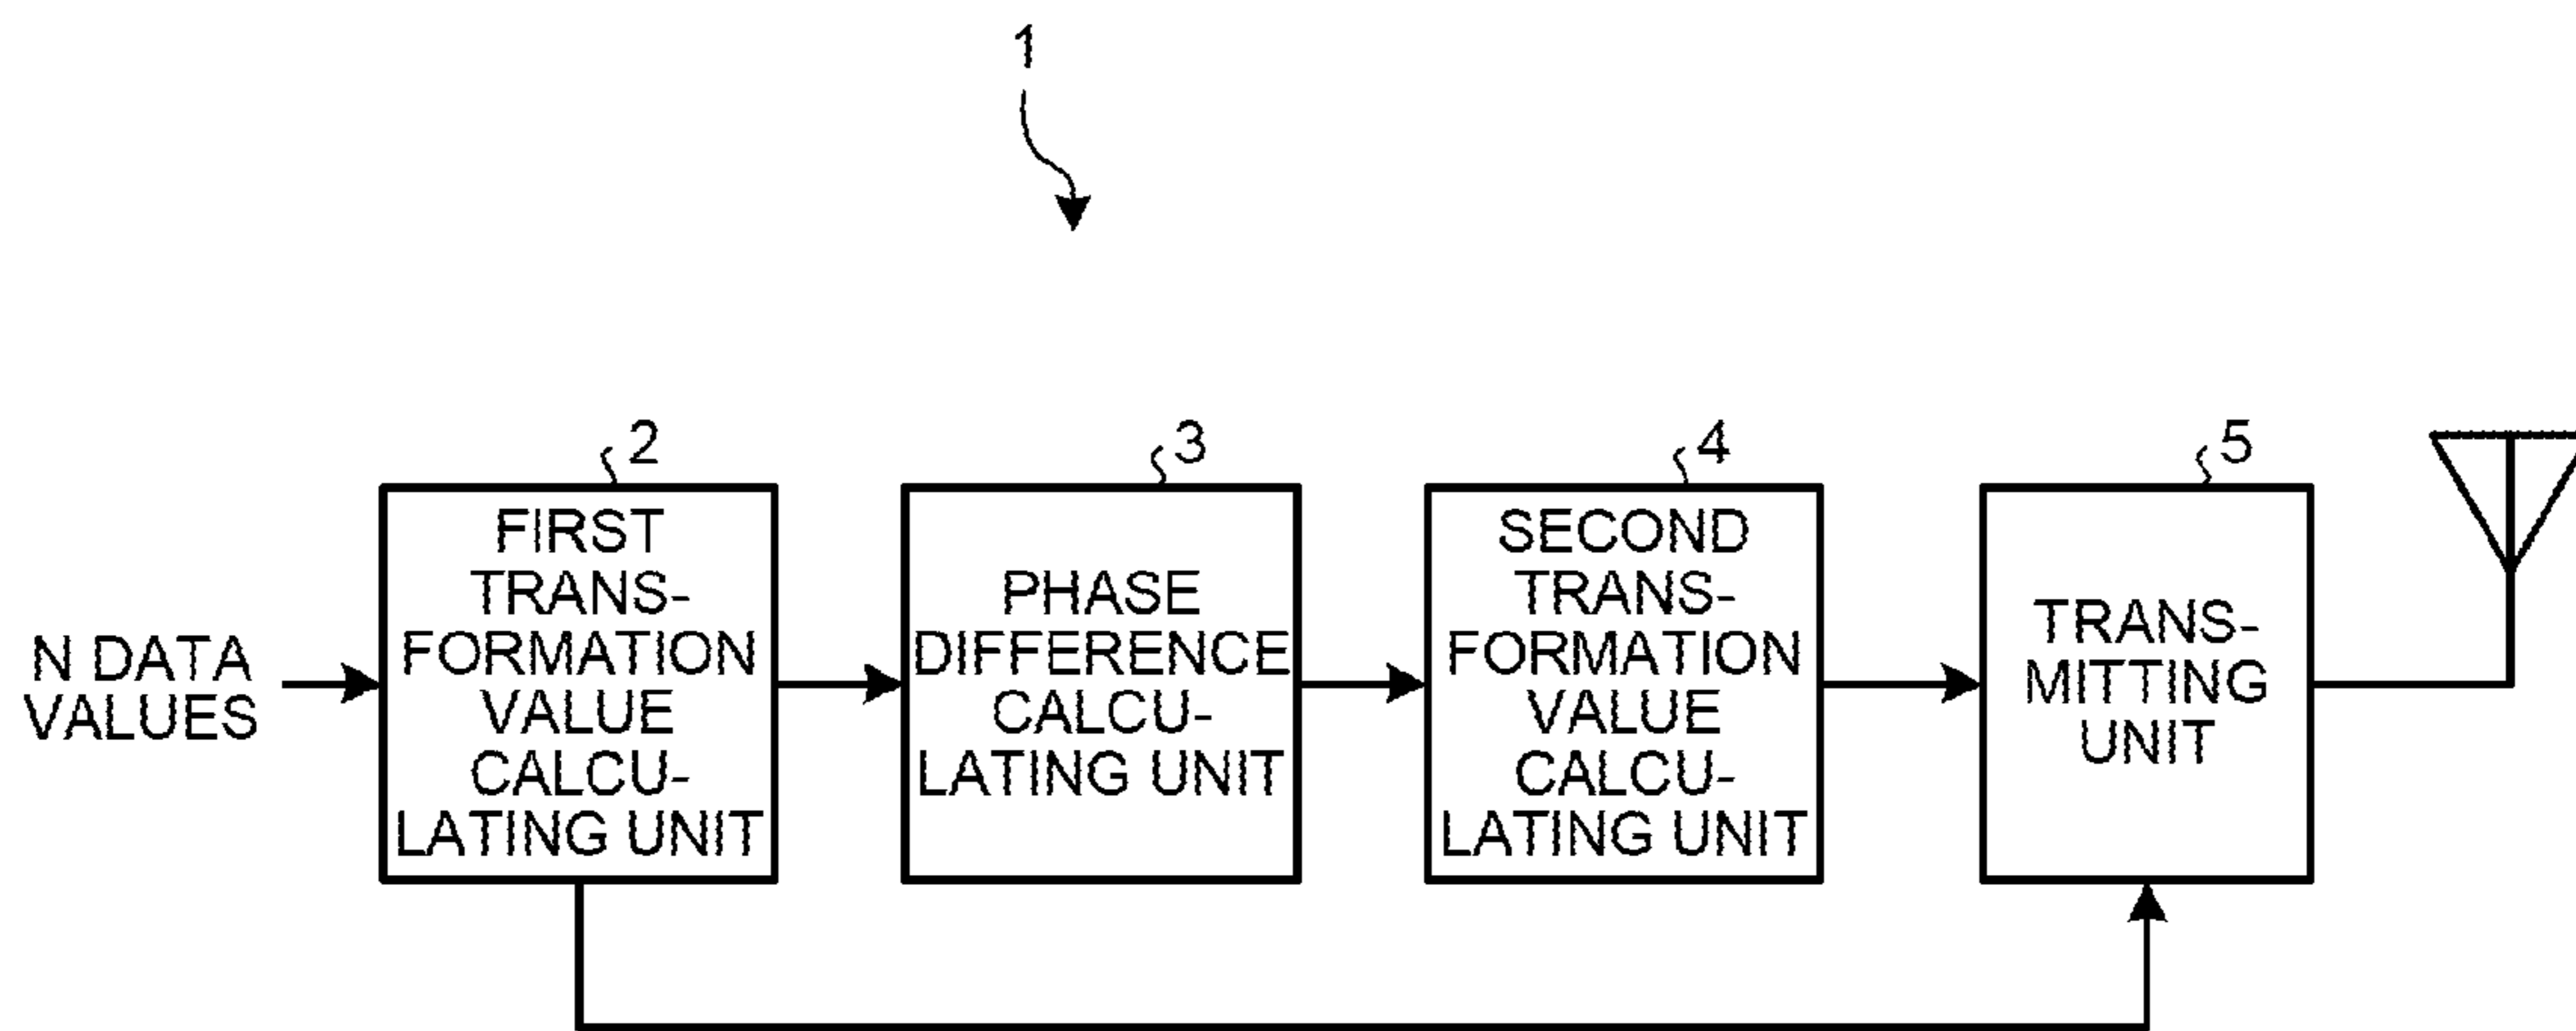 1
N DATA
VALUES
2
FIRST
TRANS-
FORMATION
VALUE
CALCU-
LATING UNIT
3
PHASE
DIFFERENCE
CALCU-
LATING UNIT
4
SECOND
TRANS-
FORMATION
VALUE
CALCU-
LATING UNIT
5
TRANS-
MITTING
UNIT